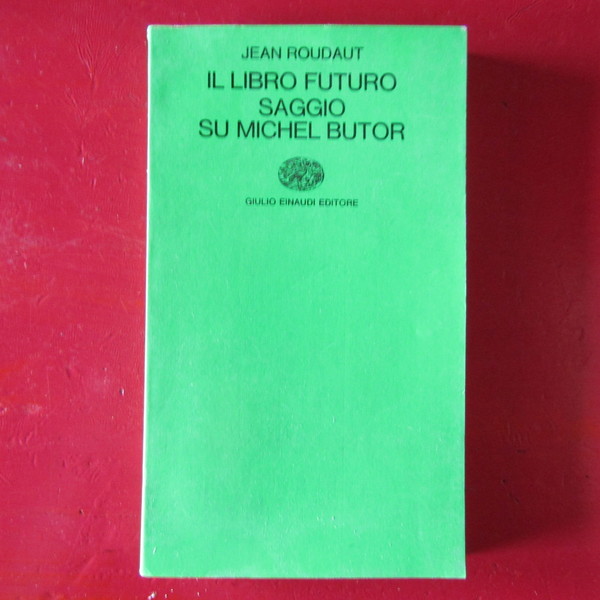 JEAN ROUDAUT
IL LIBRO FUTURO
SAGGIO
SU MICHEL BUTOR
GIULIO EINAUDI EDITORE